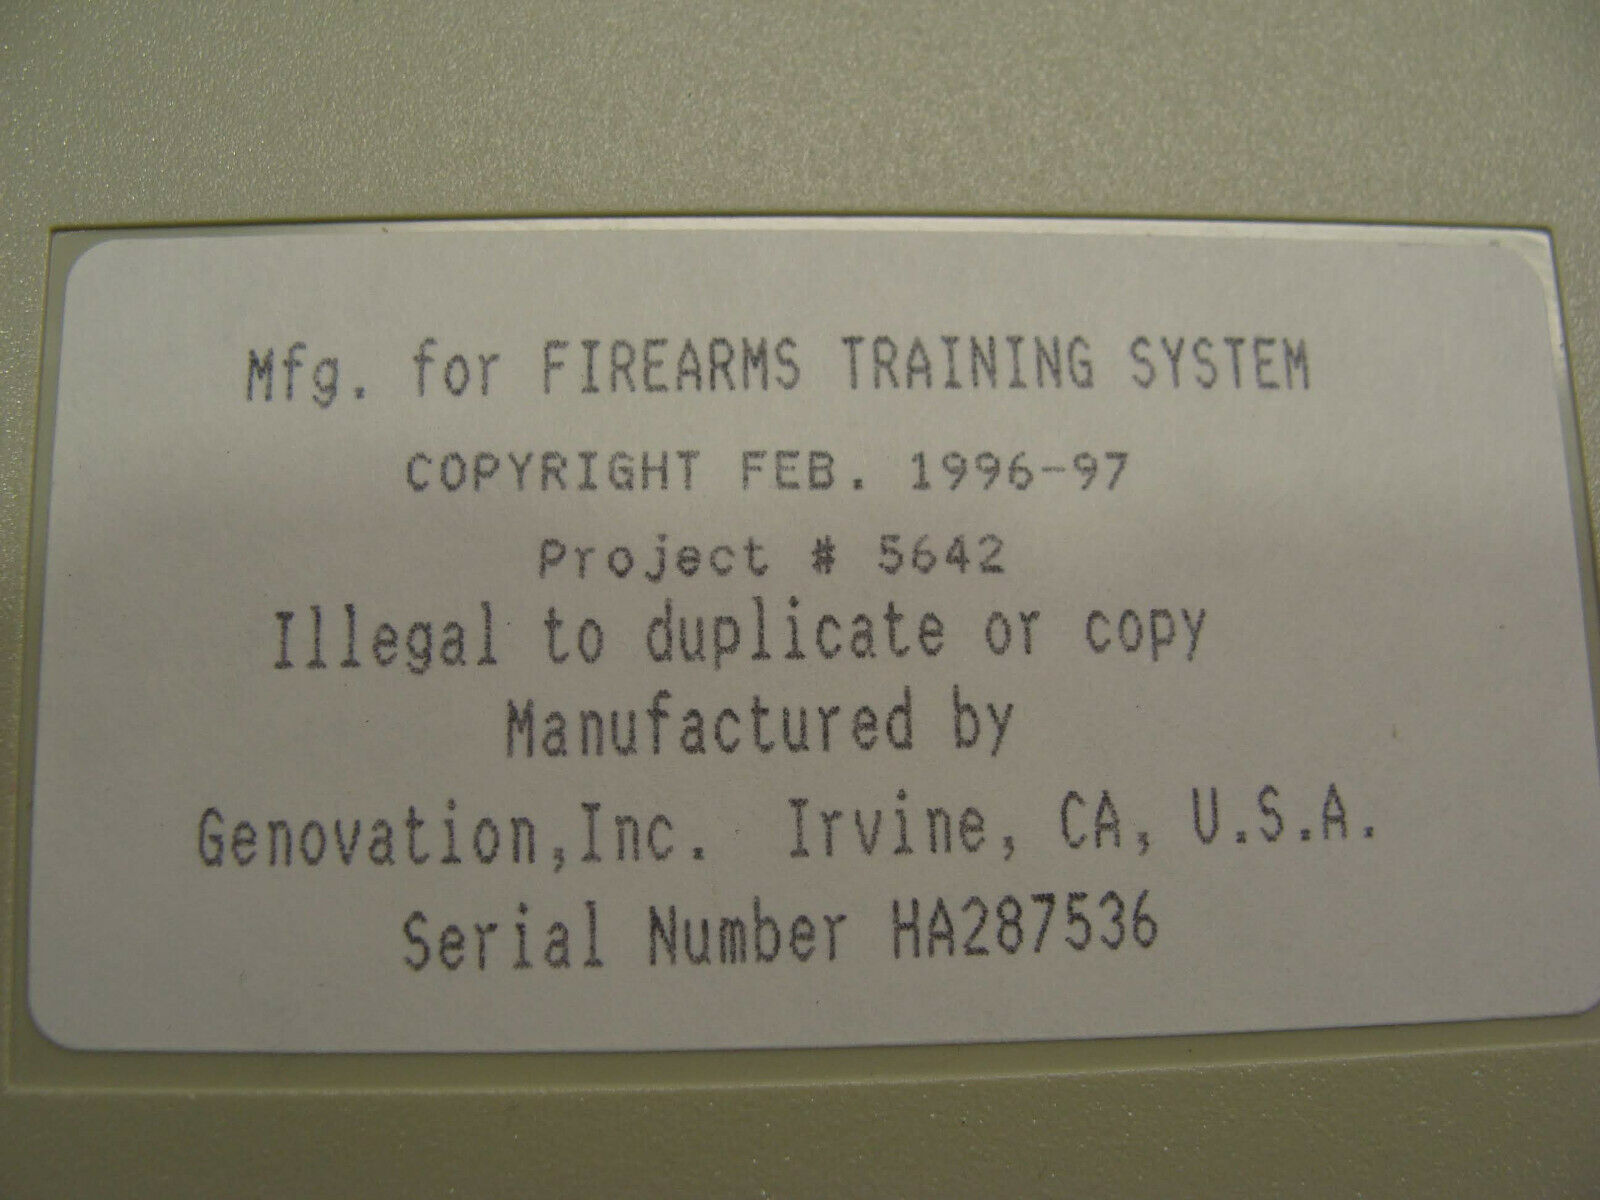 Mfg. for FIREARMS TRAINING SYSTEM
COPYRIGHT FEB. 1996-97
Project # 5642
Illegal to duplicate or copy
Manufactured by
Genovation,Inc. Irvine, CA, U.S.A.
Serial Number HA287536